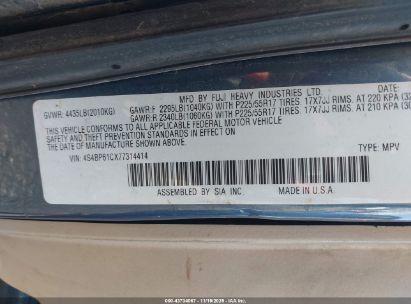 MFD BY FUJI HEAVY INDUSTRIES LTD.
GVWR: 4435LB(2010KG) GAWR:F 2295LB(1040KG) WITH P225/55R17 TIRES. 17X7JJ RIMS. AT 220 KPA
GAWR:R 2340LB(1060KG) WITH P225/55R17 TIRES. 17X7JJ RIMS. AT 210 KPA
THIS VEHICLE CONFORMS TO ALL APPLICABLE FEDERAL MOTOR VEHICLE
SAFETY AND THEFT PREVENTION STANDARDS IN EFFECT ON
THE DATE OF MANUFACTURE SHOWN ABOVE.
VIN: 4S4BP61CX77314414 TYPE: MPV
ASSEMBLED BY SIA INC. MADE IN U.S.A.